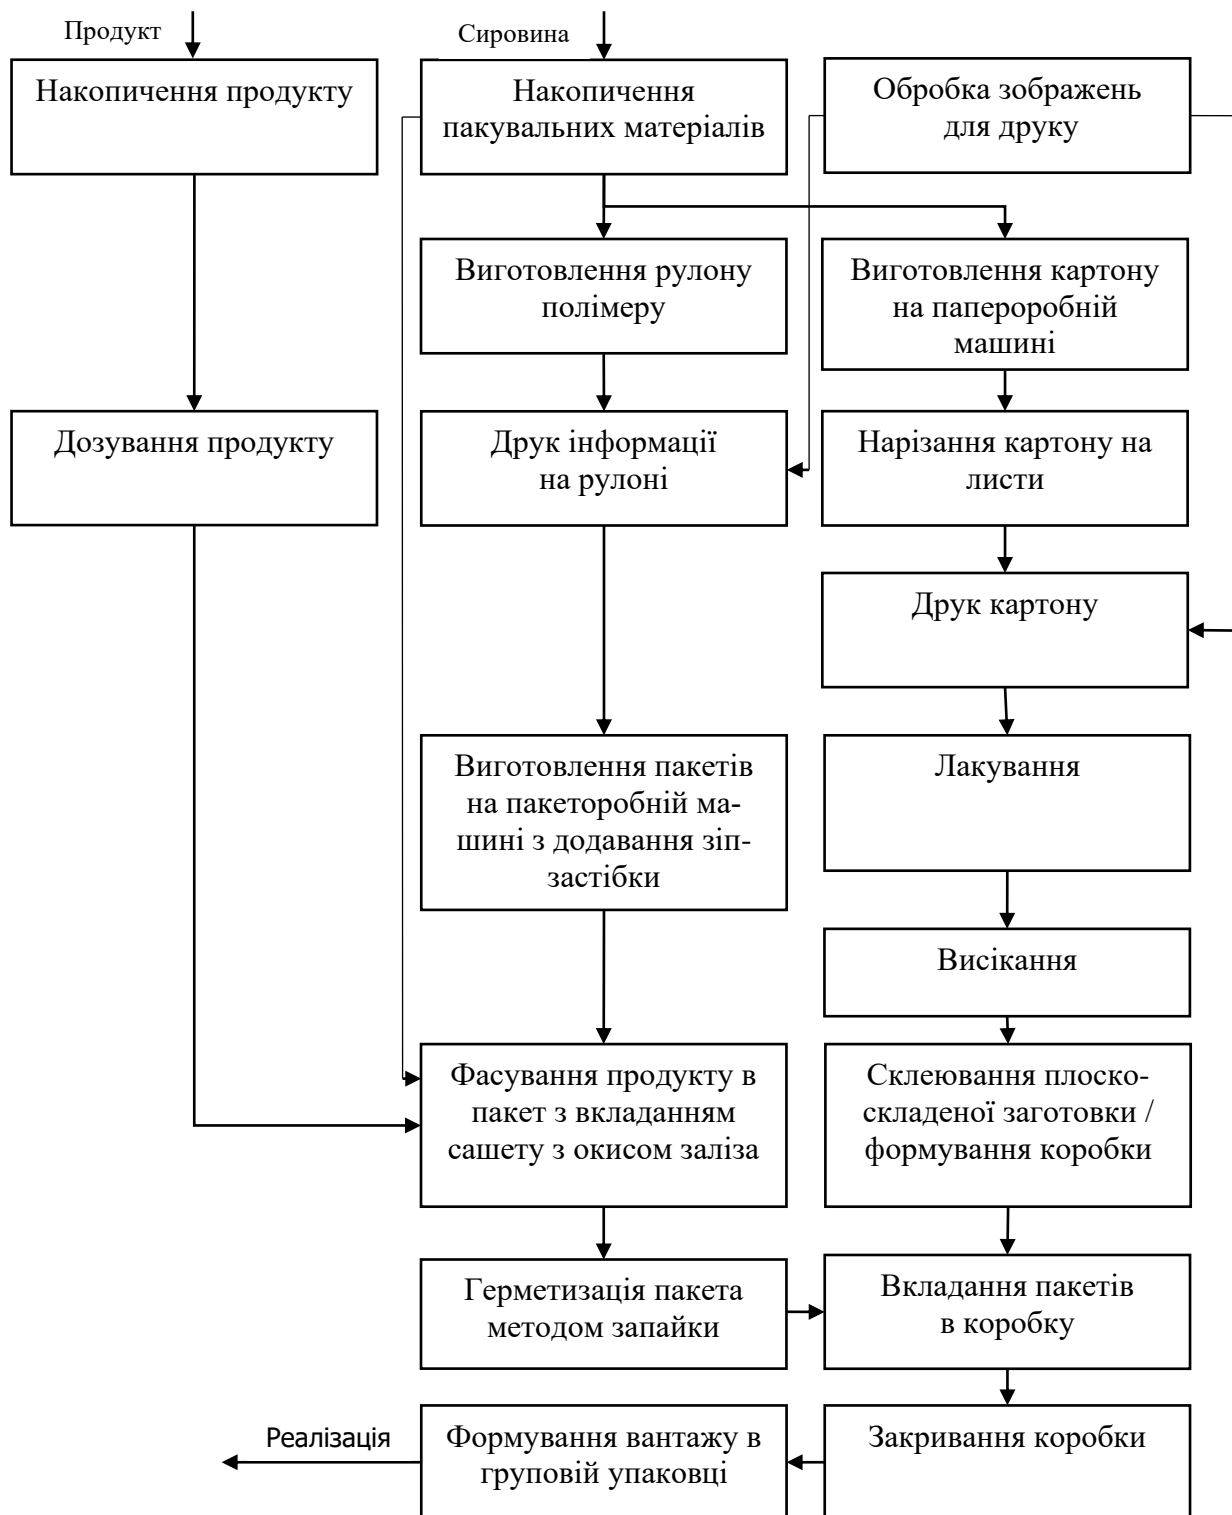 Продукт
Сировина
Накопичення продукту
Накопичення
пакувальних матеріалів
Обробка зображень
для друку
Виготовлення рулону
полімеру
Виготовлення картону
на папероробній
машині
Дозування продукту
Друк інформації
на рулоні
Нарізання картону на
листи
Друк картону
Виготовлення пакетів
на пакеторобній ма-
шині з додавання зіп-
застібки
Лакування
Висікання
Фасування продукту в
пакет з вкладанням
сашету з окисом заліза
Склеювання плоско-
складеної заготовки /
формування коробки
Герметизація пакета
методом запайки
Вкладання пакетів
в коробку
Реалізація
Формування вантажу в
груповій упаковці
Закривання коробки